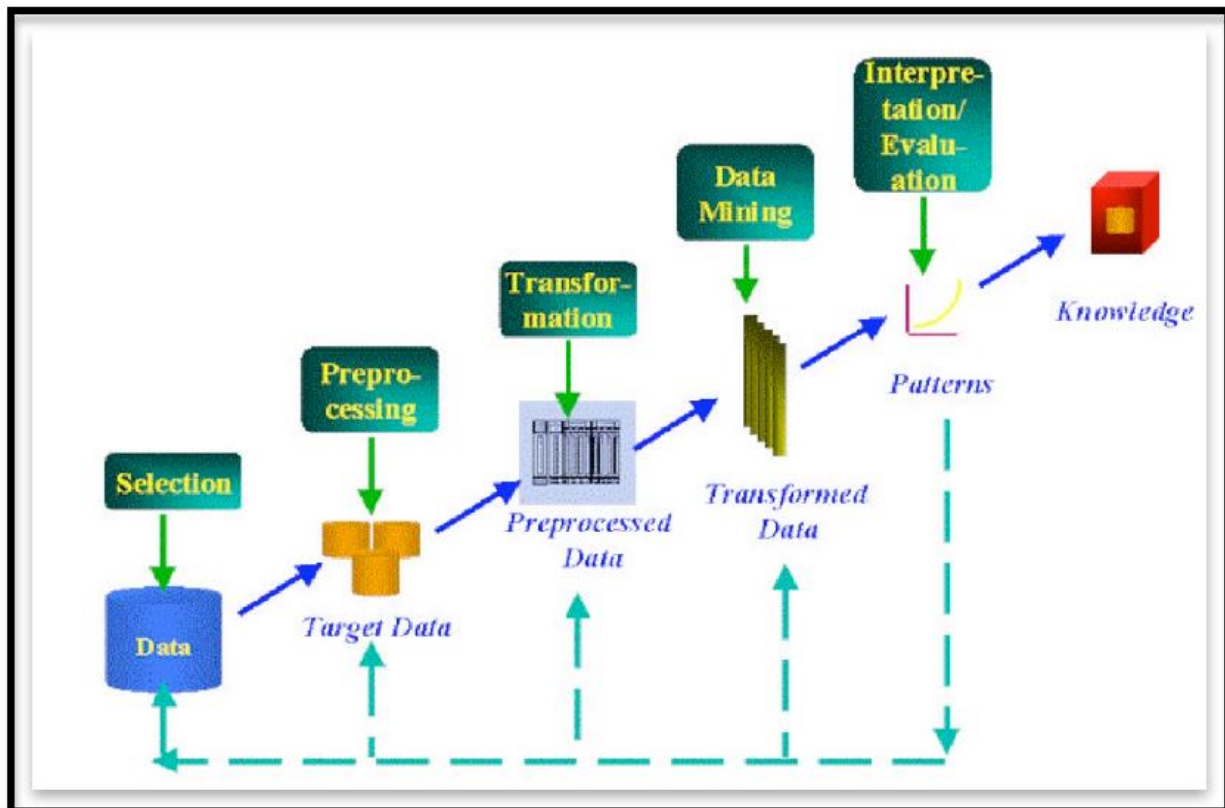 Selection
Data
Prepro-
cessing
Target Data
Transfor-
mation
Preprocessed
Data
Data
Mining
Transformed
Data
Interpre-
tation/
Evalu-
ation
Patterns
Knowledge